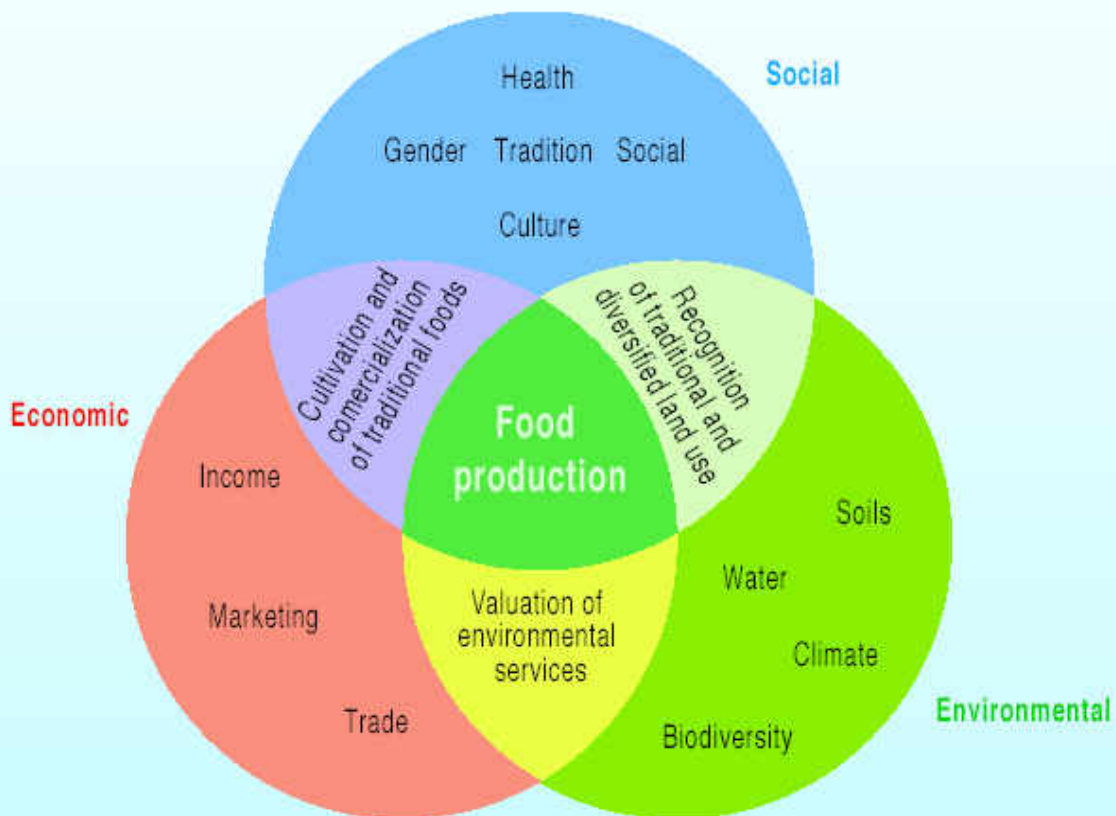 Social
Health
Gender Tradition Social
Culture
Cultivation and
comercialization
of traditional foods
Recognition
of traditional and
diversified land use
Economic
Food
production
Income
Soils
Water
Marketing
Valuation of
environmental
services
Climate
Trade
Biodiversity
Environmental